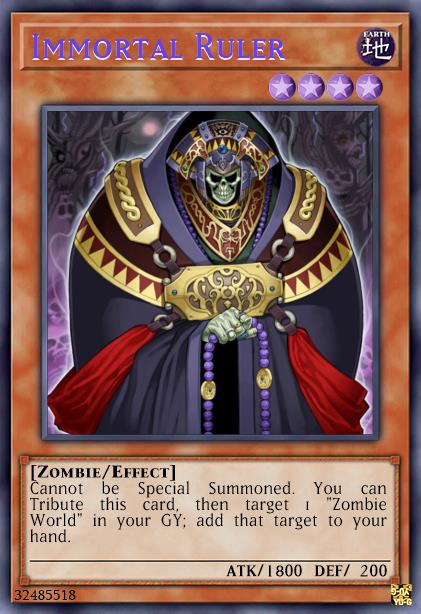 Immortal Ruler
EARTH
地
[Zombie/Effect]
Cannot be Special Summoned. You can
Tribute this card, then target 1 "Zombie
World" in your GY; add that target to your
hand.
ATK/1800 DEF/ 200
32485518